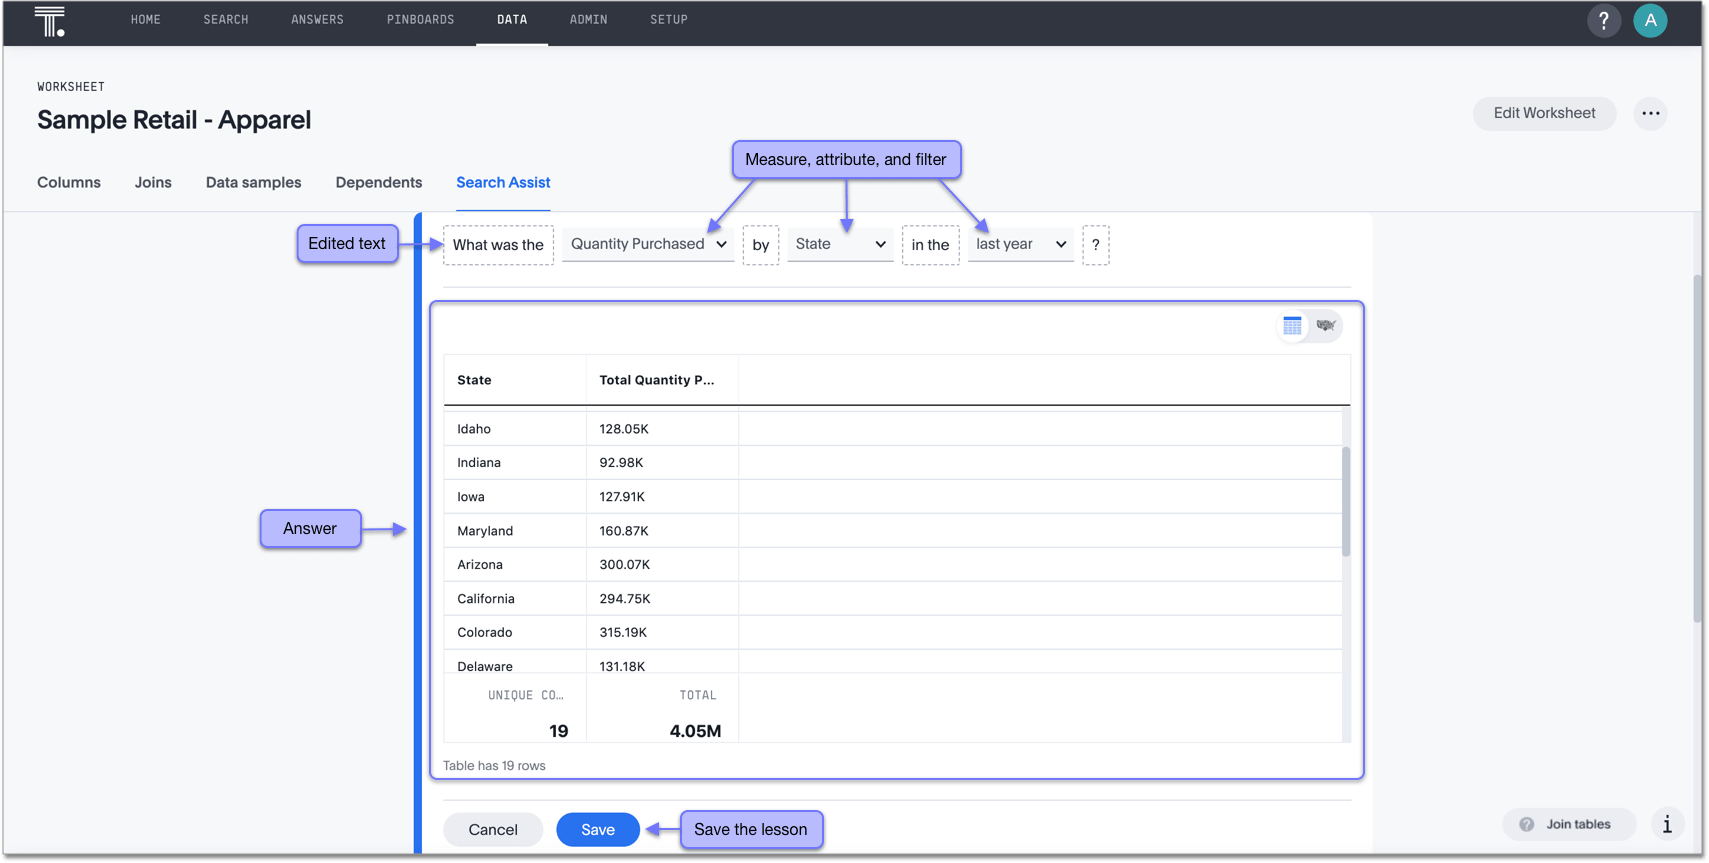 T.
HOME SEARCH ANSWERS PINBOARDS DATA ADMIN SETUP ? A
WORKSHEET
Sample Retail - Apparel
Edit Worksheet ...
Measure, attribute, and filter
Columns Joins Data samples Dependents Search Assist
Edited text
What was the Quantity Purchased by State in the last year ?
State Total Quantity P...
Idaho 128.05K
Indiana 92.98K
Iowa 127.91K
Maryland 160.87K
Answer
Arizona 300.07K
California 294.75K
Colorado 315.19K
Delaware 131.18K
UNIQUE CO... TOTAL
19 4.05M
Table has 19 rows
Cancel Save Save the lesson
? Join tables i